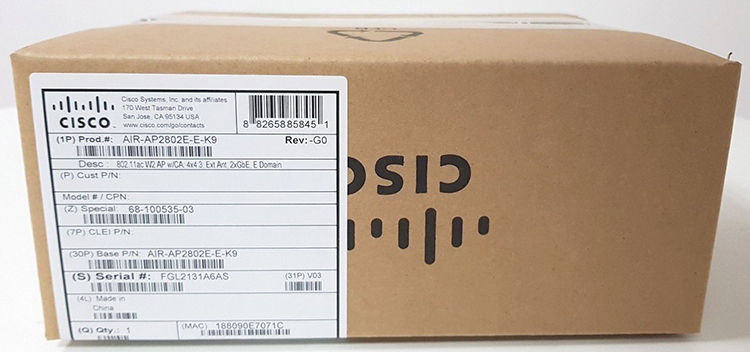 CISCO
Cisco Systems, Inc. and its affiliates
170 West Tasman Drive
San Jose, CA 95134 USA
www.cisco.com/go/contacts
8 82658 85845 1
(1P) Prod.#: AIR-AP2802E-E-K9 Rev: -G0
Desc : 802.11ac W2 AP w/CA; 4x4:3; Ext Ant; 2xGbE, E Domain
(P) Cust P/N:
Model # / CPN:
(Z) Special: 68-100535-03
(7P) CLEI P/N:
(30P) Base P/N: AIR-AP2802E-E-K9
(S) Serial #: FGL2131A6AS (31P) V03
(4L) Made in
China
(Q) Qty.: 1 (MAC) 188090E7071C
CISCO